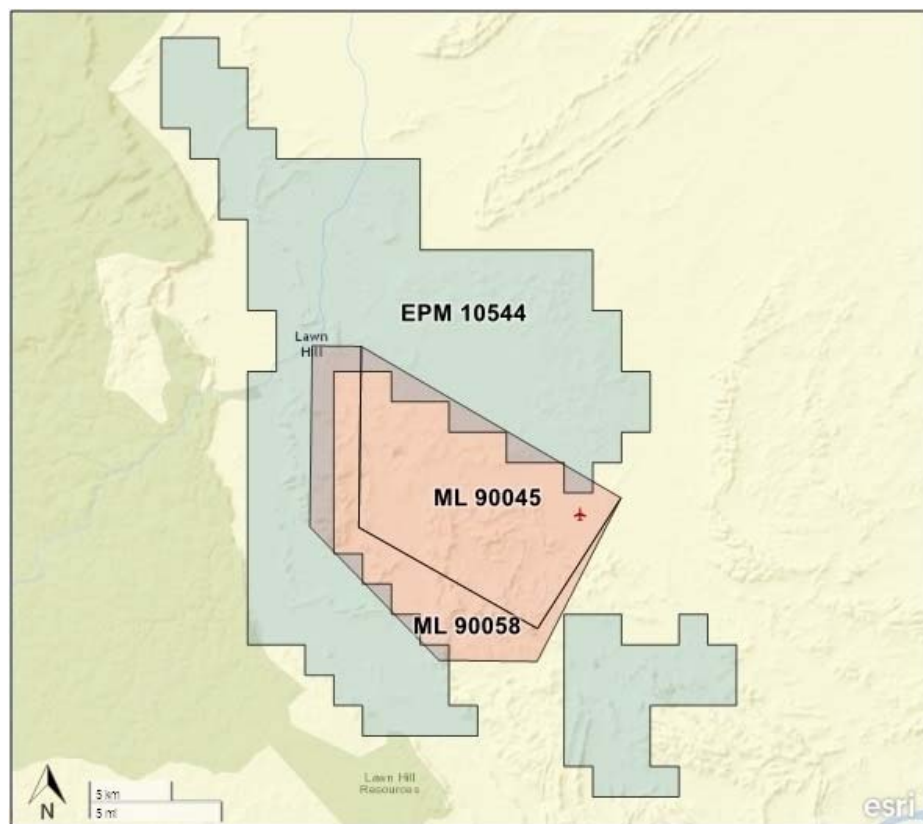 EPM 10544
Lawn
Hill
ML 90045
ML 90058
Lawn Hill
Resources
5 km
5 mi
N
esri